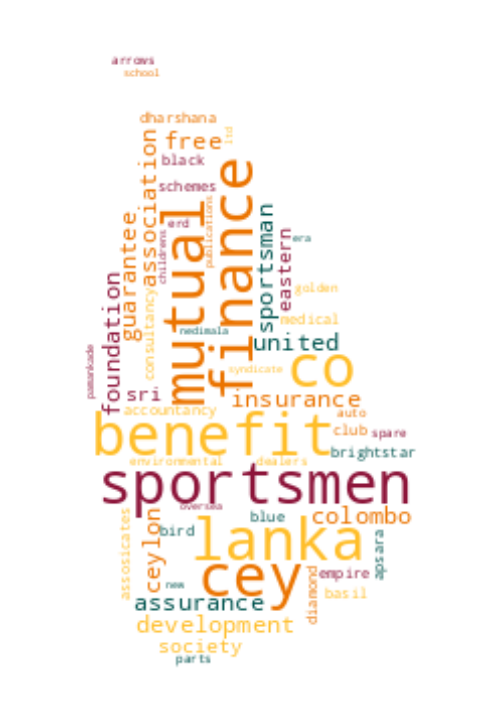 arrows
school
dharshana
ltd
free
association
black
finance
schemes
publications
mutual
sportsman
guarantee
erd
eastern
childrens
era
foundation
golden
consultancy
medical
nedimala
united
pamankade
co
syndicate
sri
insurance
accountancy
auto
benefit
club
spare
brightstar
environmental
dealers
sportsmen
oversea
assosicates
ceylon
blue
colombo
lanka
bird
apsara
cey
empire
diamond
new
basil
assurance
development
society
parts